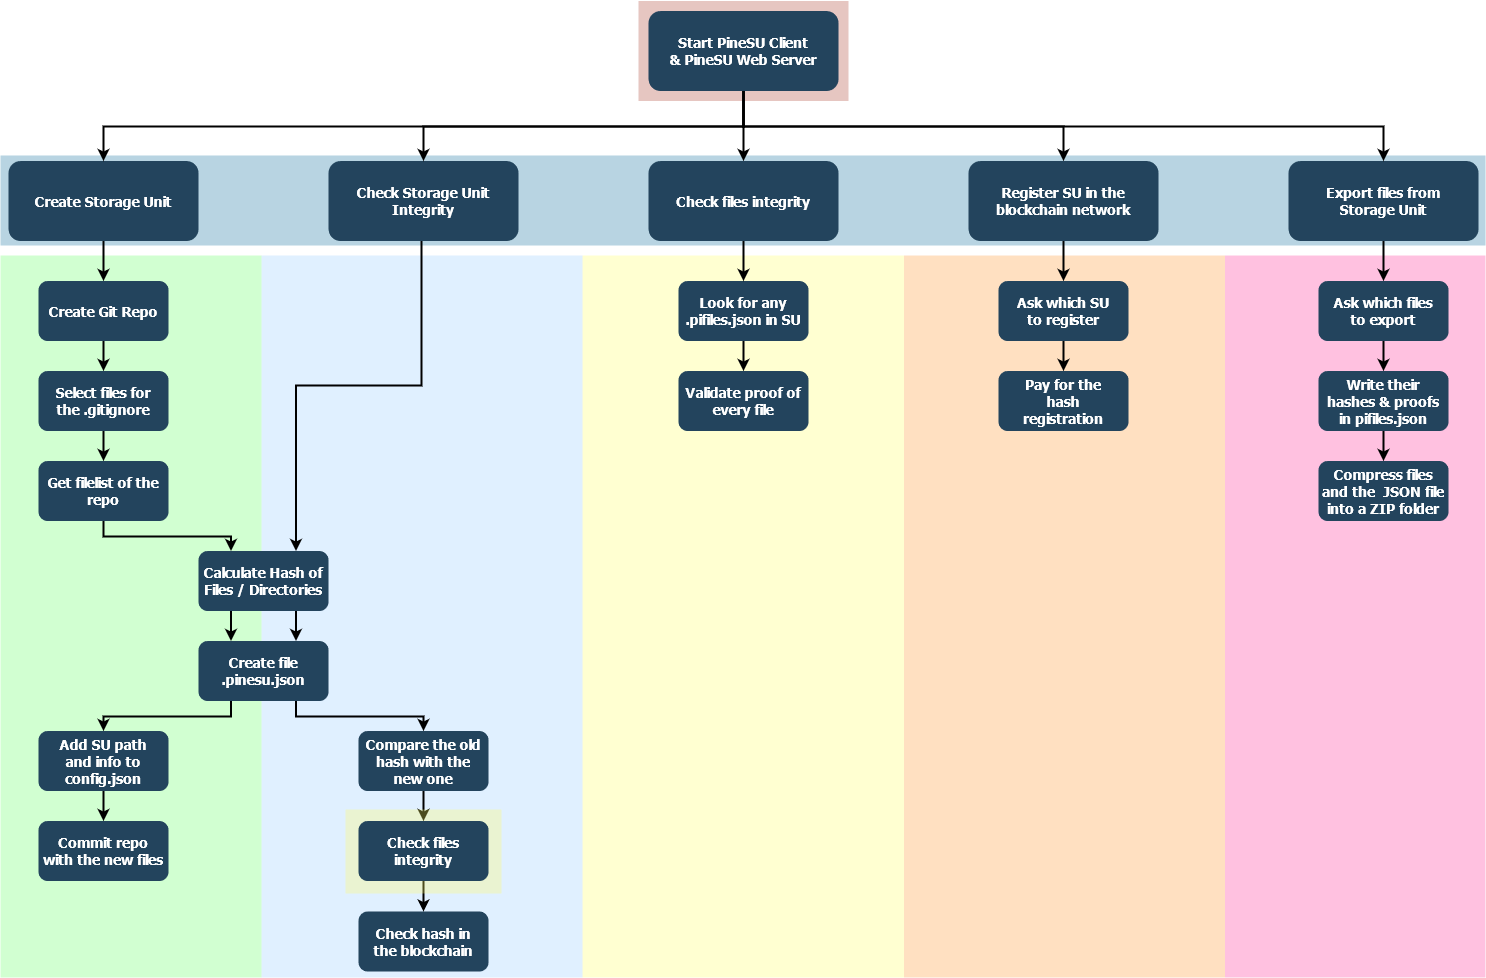 Start PineSU Client
& PineSU Web Server
Create Storage Unit
Check Storage Unit
Integrity
Check files integrity
Register SU in the
blockchain network
Export files from
Storage Unit
Create Git Repo
Look for any
.pifiles.json in SU
Ask which SU
to register
Ask which files
to export
Select files for
the .gitignore
Validate proof of
every file
Pay for the
hash
registration
Write their
hashes & proofs
in pifiles.json
Get filelist of the
repo
Compress files
and the JSON file
into a ZIP folder
Calculate Hash of
Files / Directories
Create file
.pinesu.json
Add SU path
and info to
config.json
Compare the old
hash with the
new one
Commit repo
with the new files
Check files
integrity
Check hash in
the blockchain